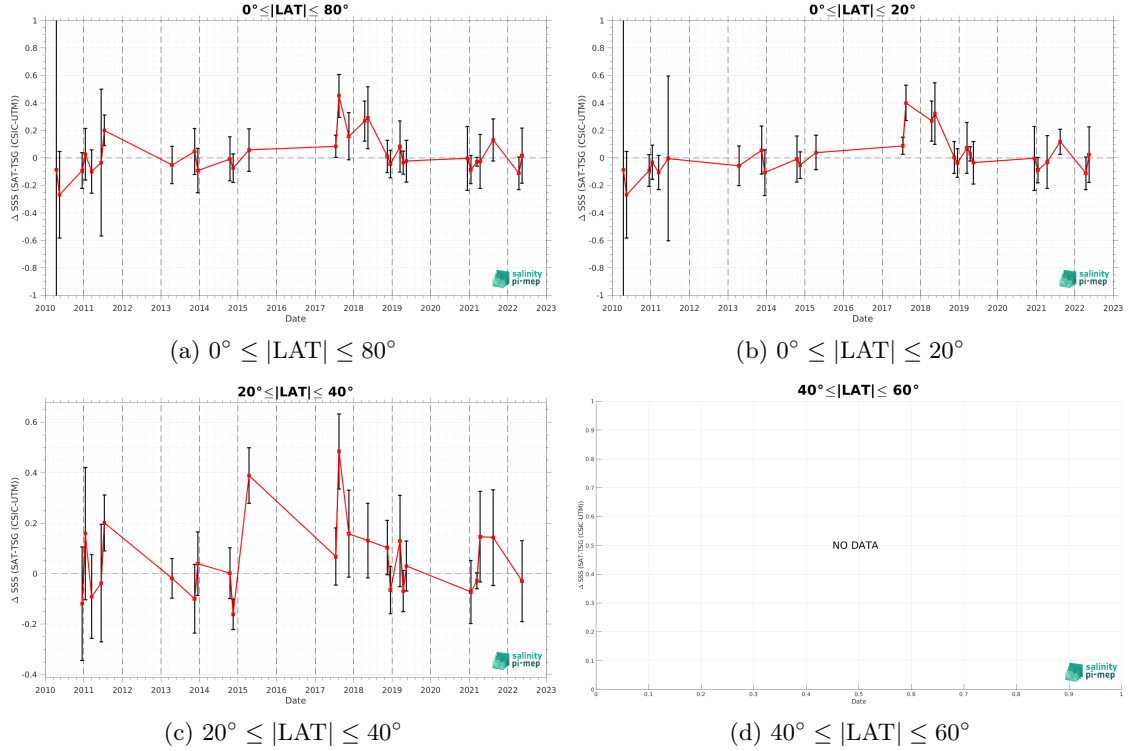 0°≤|LAT|≤ 80°
Δ SSS (SAT-TSG (CSIC-UTM))
1
0.8
0.6
0.4
0.2
0
-0.2
-0.4
-0.6
-0.8
-1
2010 2011 2012 2013 2014 2015 2016 2017 2018 2019 2020 2021 2022 2023
Date
salinity
pi-mep
(a) 0° ≤ |LAT| ≤ 80°
0°≤|LAT|≤ 20°
Δ SSS (SAT-TSG (CSIC-UTM))
1
0.8
0.6
0.4
0.2
0
-0.2
-0.4
-0.6
-0.8
-1
2010 2011 2012 2013 2014 2015 2016 2017 2018 2019 2020 2021 2022 2023
Date
salinity
pi-mep
(b) 0° ≤ |LAT| ≤ 20°
20°≤|LAT|≤ 40°
Δ SSS (SAT-TSG (CSIC-UTM))
0.6
0.4
0.2
0
-0.2
-0.4
2010 2011 2012 2013 2014 2015 2016 2017 2018 2019 2020 2021 2022 2023
Date
salinity
pi-mep
(c) 20° ≤ |LAT| ≤ 40°
40°≤|LAT|≤ 60°
Δ SSS (SAT-TSG (CSIC-UTM))
1
0.9
0.8
0.7
0.6
0.5
0.4
0.3
0.2
0.1
0
NO DATA
0 0.1 0.2 0.3 0.4 0.5 0.6 0.7 0.8 0.9 1
Date
salinity
pi-mep
(d) 40° ≤ |LAT| ≤ 60°